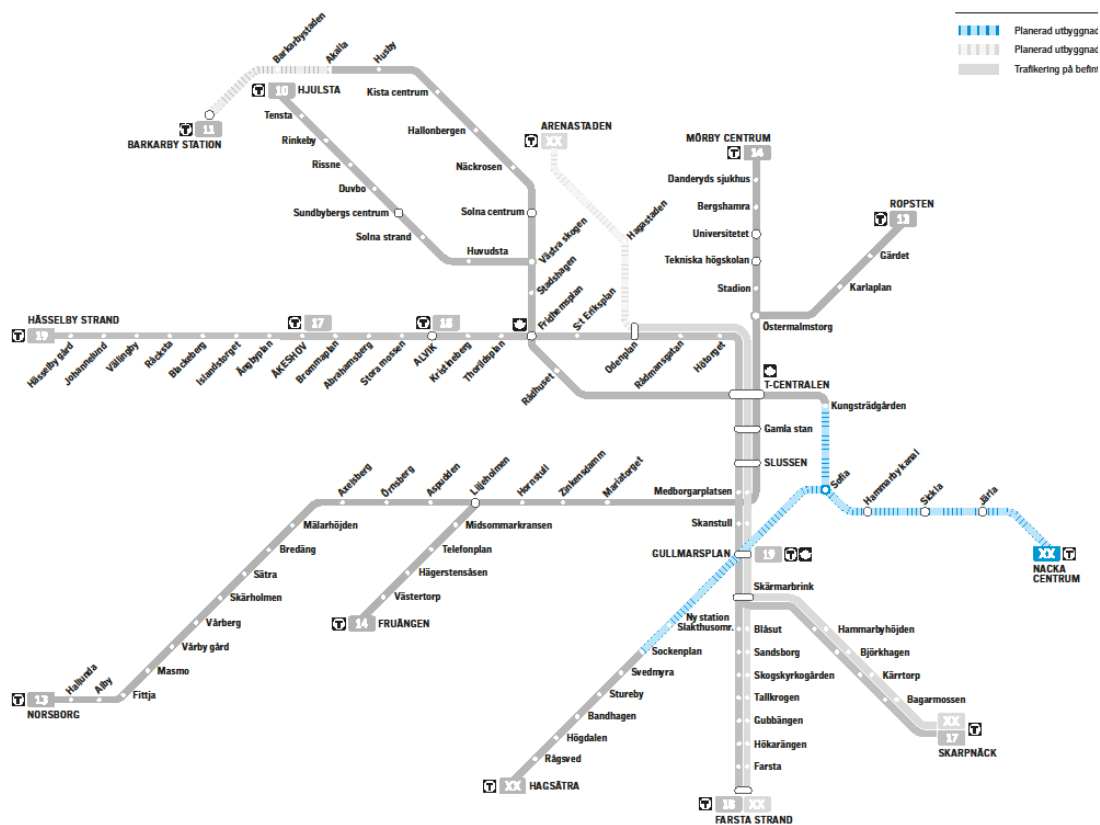 Planerad utbyggnad
Planerad utbyggnad
Trafikering på befint
Barkarbystaden
Akalla
Husby
10 HJULSTA
Kista centrum
Tensta
11
BARKARBY STATION
Rinkeby
Hallonbergen
ARENASTADEN
XX
MÖRBY CENTRUM
14
Rissne
Näckrosen
Danderyds sjukhus
Duvbo
Bergshamra
Sundbybergs centrum
Solna centrum
ROPSTEN
13
Universitetet
Solna strand
Hagastaden
Huvudsta
Västra skogen
Tekniska högskolan
Gärdet
Stadshagen
Stadion
Karlaplan
HÄSSELBY STRAND
19
17
18
Fridhemsplan
S:t Eriksplan
Östermalmstorg
Hässelby gård
Johannelund
Vällingby
Råcksta
Blackeberg
Islandstorget
Ängbyplan
ÅKESHOV
Brommaplan
Abrahamsberg
Stora mossen
ALVIK
Kristineberg
Thorildsplan
Rådhuset
Odenplan
Rådmansgatan
Hötorget
T-CENTRALEN
Kungsträdgården
Gamla stan
SLUSSEN
Axelsberg
Örnsberg
Aspudden
Liljeholmen
Hornstull
Zinkensdamm
Mariatorget
Medborgarplatsen
Sofia
Hammarby kanal
Sickla
Järla
Mälarhöjden
Midsommarkransen
Skanstull
Bredäng
Telefonplan
GULLMARSPLAN
19
XX
NACKA
CENTRUM
Sätra
Hägerstensåsen
Skärholmen
Västertorp
Skärmarbrink
Vårberg
14 FRUÄNGEN
Ny station
Slakthusomr.
Blåsut
Hammarbyhöjden
Vårby gård
Sockenplan
Sandsborg
Björkhagen
Masmo
Svedmyra
Skogskyrkogården
Kärrtorp
Hallunda
Alby
Fittja
Stureby
Tallkrogen
Bagarmossen
13
NORSBORG
Bandhagen
Gubbängen
XX
17
SKARPNÄCK
Högdalen
Hökarängen
Rågsved
Farsta
XX HAGSÄTRA
18 XX
FARSTA STRAND